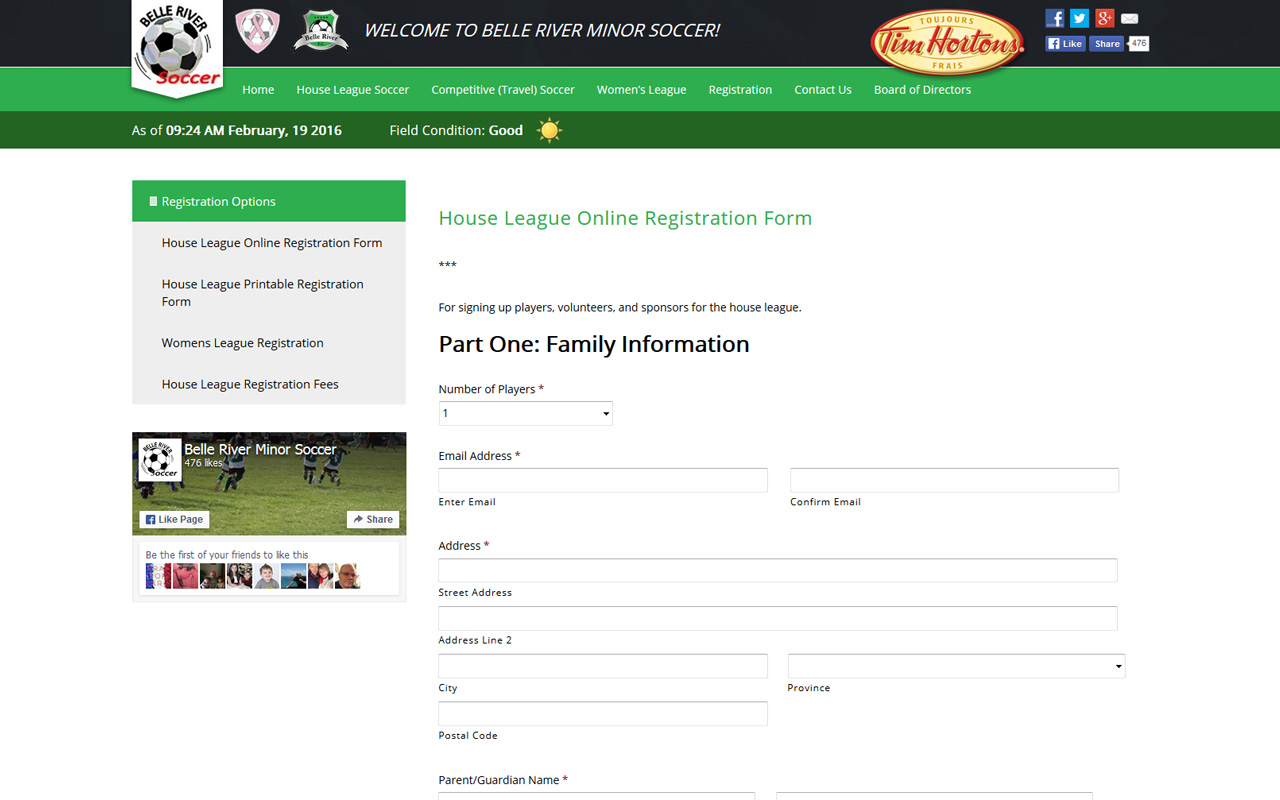 BELLE RIVER
Soccer
Belle River
WELCOME TO BELLE RIVER MINOR SOCCER!
TOUJOURS
Tim Hortons.
FRAIS
Like
Share
476
Home
House League Soccer
Competitive (Travel) Soccer
Women's League
Registration
Contact Us
Board of Directors
As of 09:24 AM February, 19 2016
Field Condition: Good
Registration Options
House League Online Registration Form
House League Printable Registration
Form
Womens League Registration
House League Registration Fees
BELLE RIVER
Soccer
Belle River Minor Soccer
476 likes
Like Page
Share
Be the first of your friends to like this
House League Online Registration Form
***
For signing up players, volunteers, and sponsors for the house league.
Part One: Family Information
Number of Players *
1
Email Address *
Enter Email
Confirm Email
Address *
Street Address
Address Line 2
City
Province
Postal Code
Parent/Guardian Name *